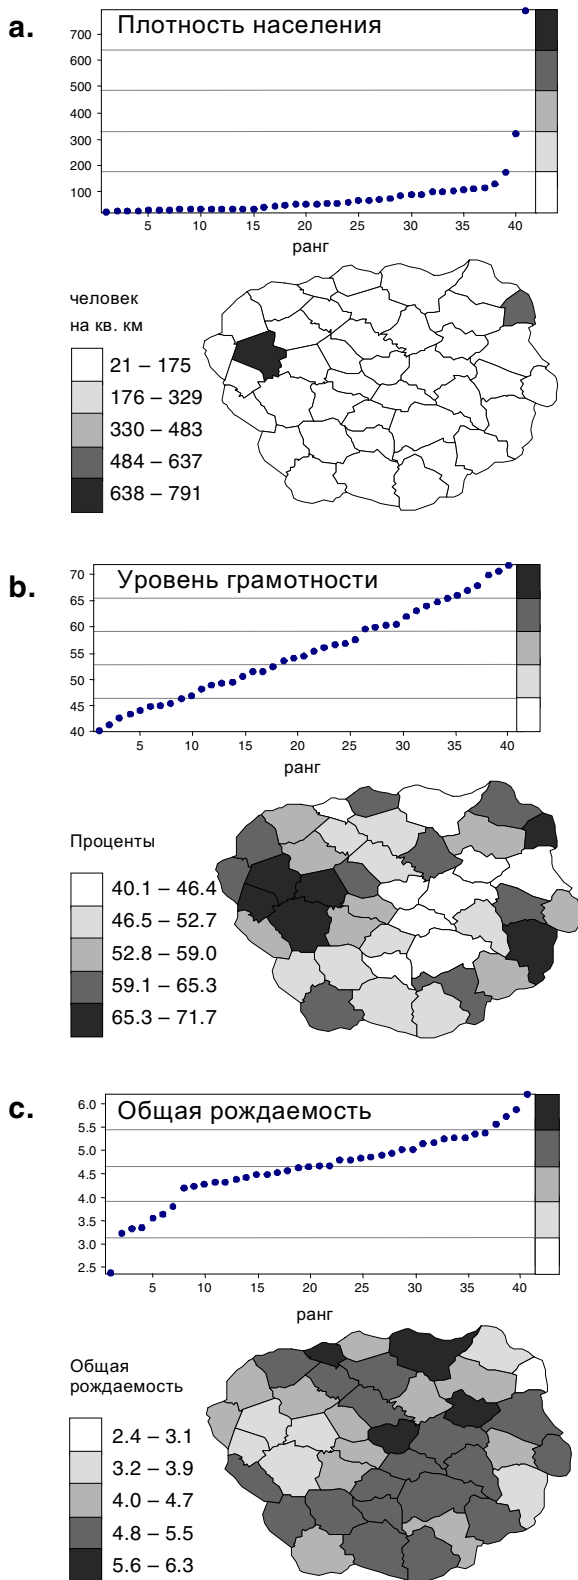 a.
Плотность населения
700
600
500
400
300
200
100
5 10 15 20 25 30 35 40
ранг
человек
на кв. км
21 – 175
176 – 329
330 – 483
484 – 637
638 – 791
b.
Уровень грамотности
70
65
60
55
50
45
40
5 10 15 20 25 30 35 40
ранг
Проценты
40.1 – 46.4
46.5 – 52.7
52.8 – 59.0
59.1 – 65.3
65.3 – 71.7
c.
Общая рождаемость
6.0
5.5
5.0
4.5
4.0
3.5
3.0
2.5
5 10 15 20 25 30 35 40
ранг
Общая
рождаемость
2.4 – 3.1
3.2 – 3.9
4.0 – 4.7
4.8 – 5.5
5.6 – 6.3